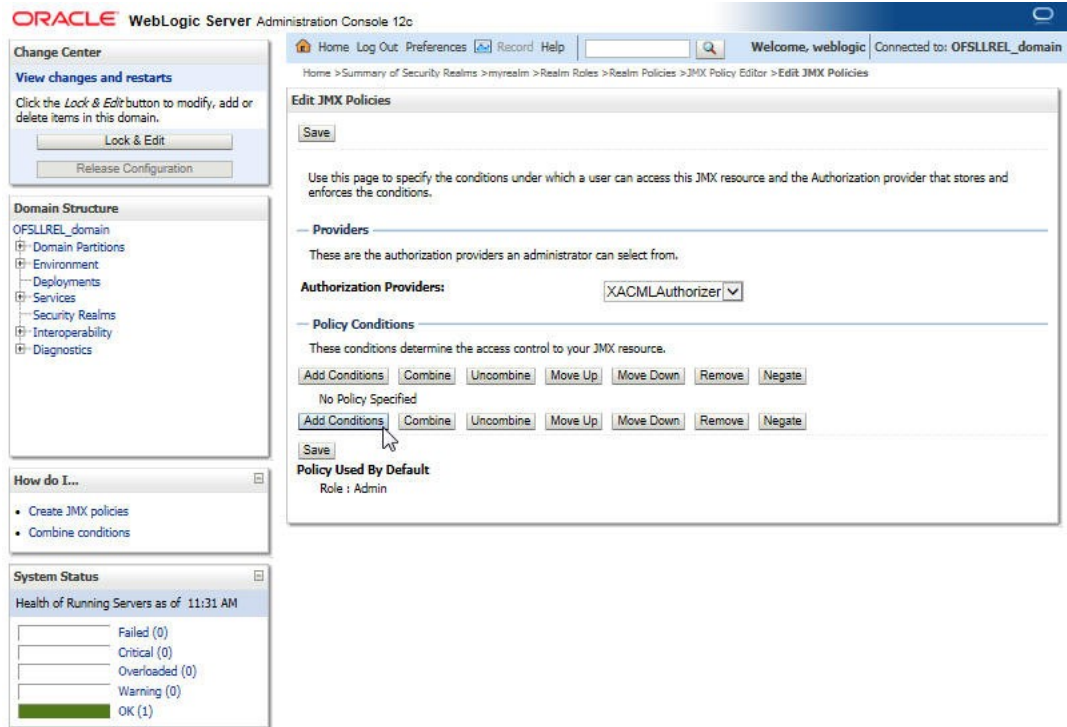 ORACLE WebLogic Server Administration Console 12c
Change Center
View changes and restarts
Click the Lock & Edit button to modify, add or
delete items in this domain.
Lock & Edit
Release Configuration
Domain Structure
OFSLLREL_domain
Domain Partitions
Environment
Deployments
Services
Security Realms
Interoperability
Diagnostics
How do I...
Create JMX policies
Combine conditions
System Status
Health of Running Servers as of 11:31 AM
Failed (0)
Critical (0)
Overloaded (0)
Warning (0)
OK (1)
Home Log Out Preferences Record Help
Welcome, weblogic Connected to: OFSLLREL_domain
Home >Summary of Security Realms >myrealm >Realm Roles >Realm Policies >JMX Policy Editor >Edit JMX Policies
Edit JMX Policies
Save
Use this page to specify the conditions under which a user can access this JMX resource and the Authorization provider that stores and
enforces the conditions.
Providers
These are the authorization providers an administrator can select from.
Authorization Providers: XACMLAuthorizer
Policy Conditions
These conditions determine the access control to your JMX resource.
Add Conditions Combine Uncombine Move Up Move Down Remove Negate
No Policy Specified
Add Conditions Combine Uncombine Move Up Move Down Remove Negate
Save
Policy Used By Default
Role : Admin